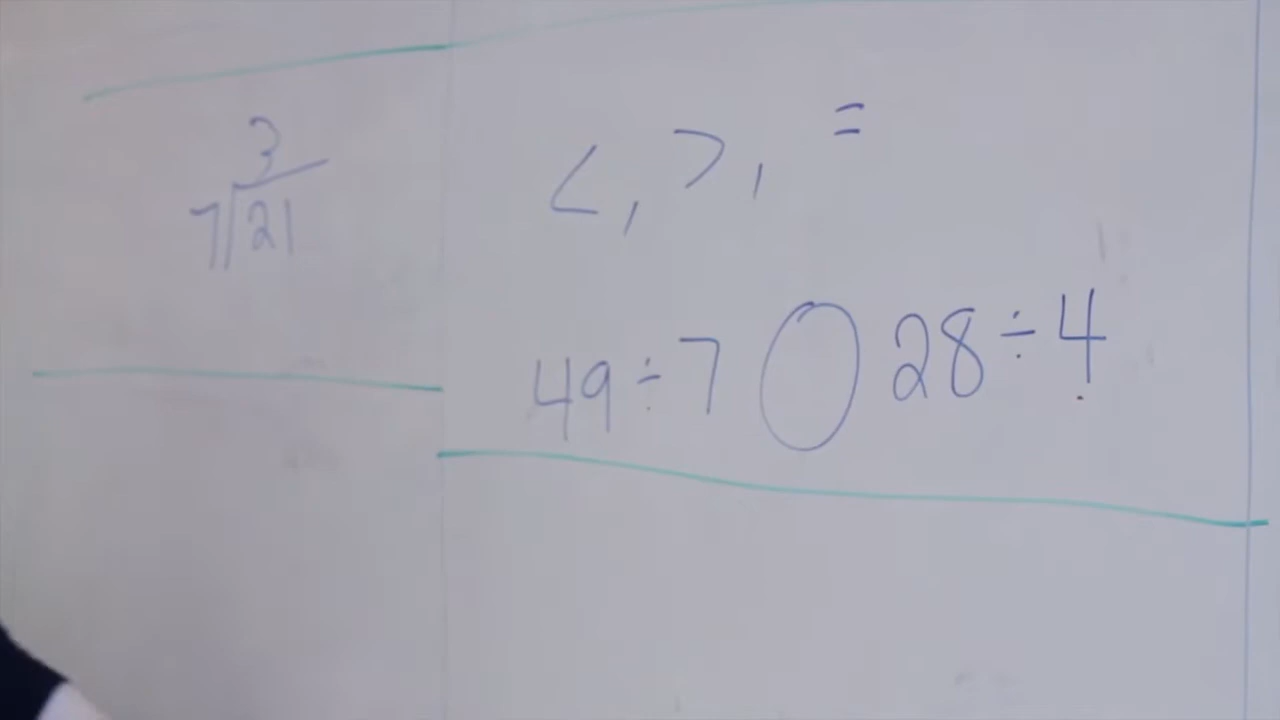 3
7⟌21
<, >, =
49÷7 ◯ 28÷4